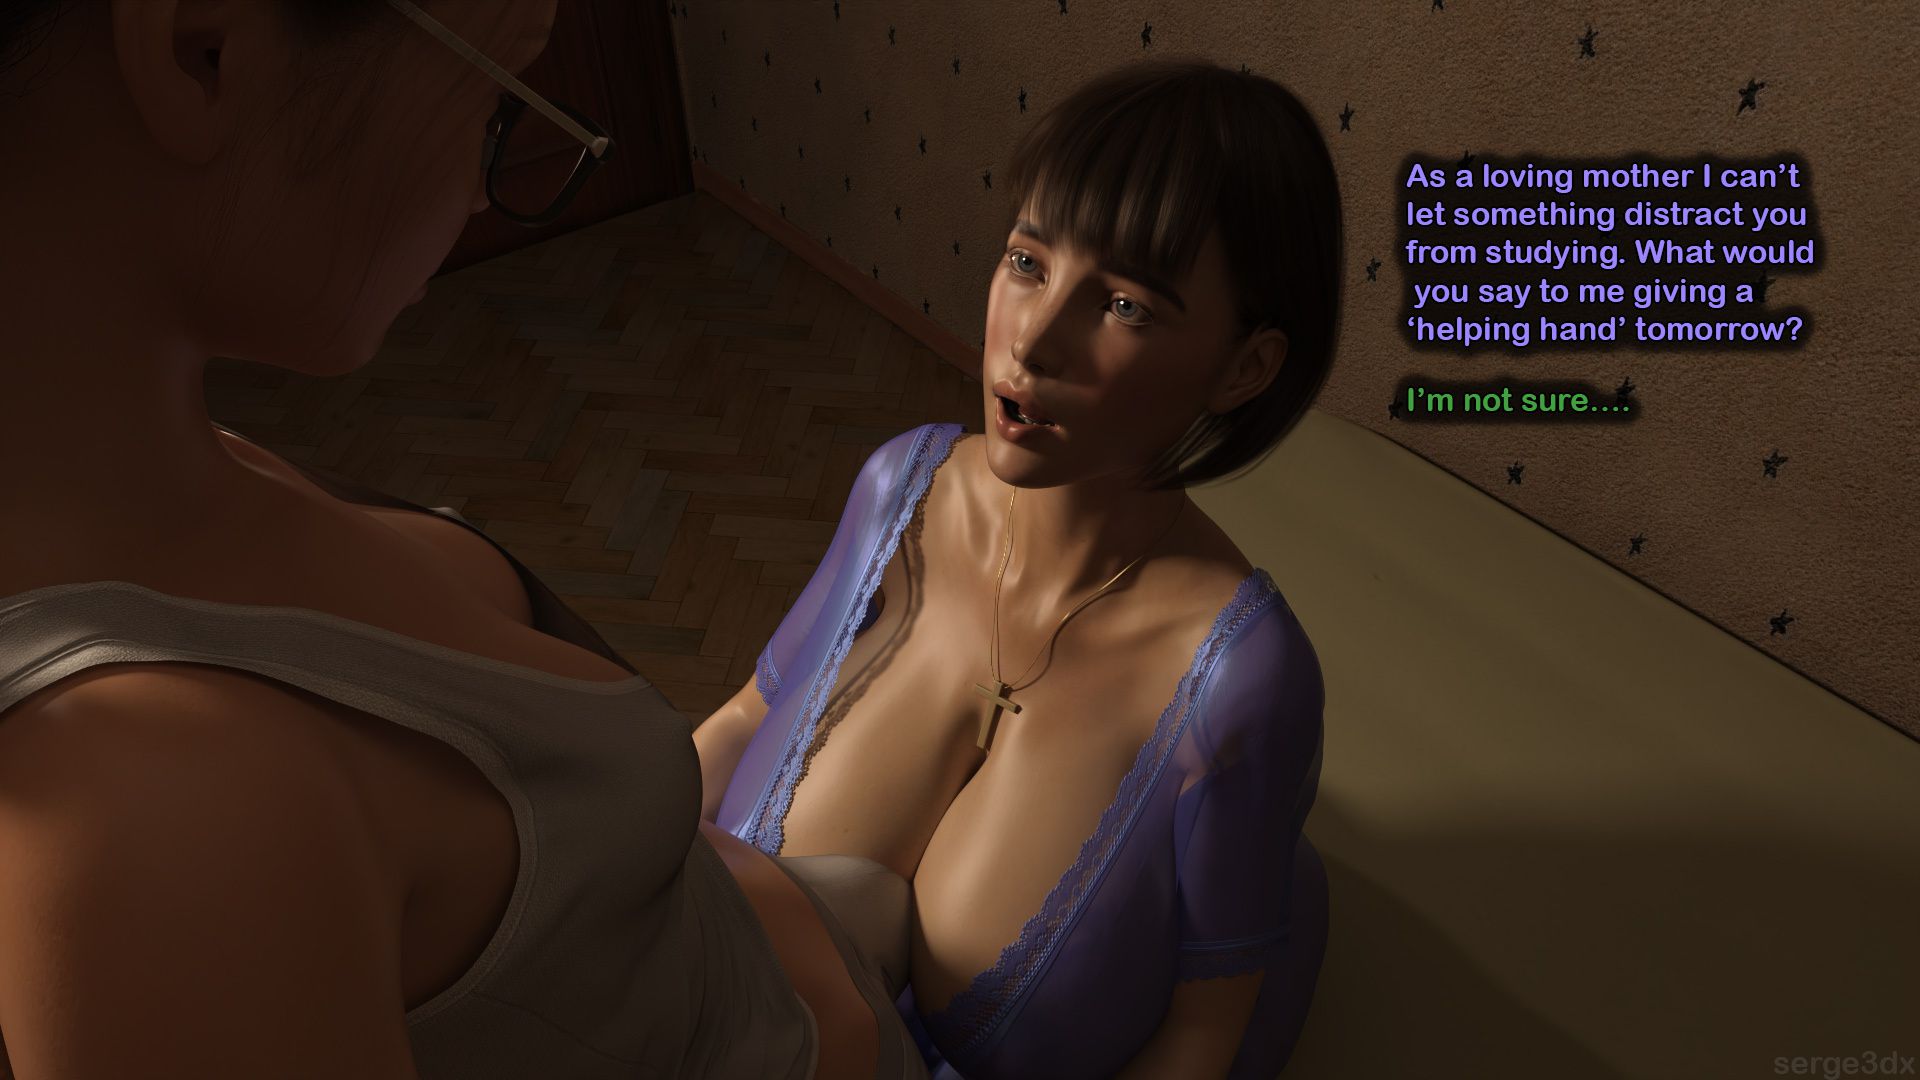 As a loving mother I can't
let something distract you
from studying. What would
you say to me giving a
‘helping hand’ tomorrow?
I'm not sure....
serge3dx